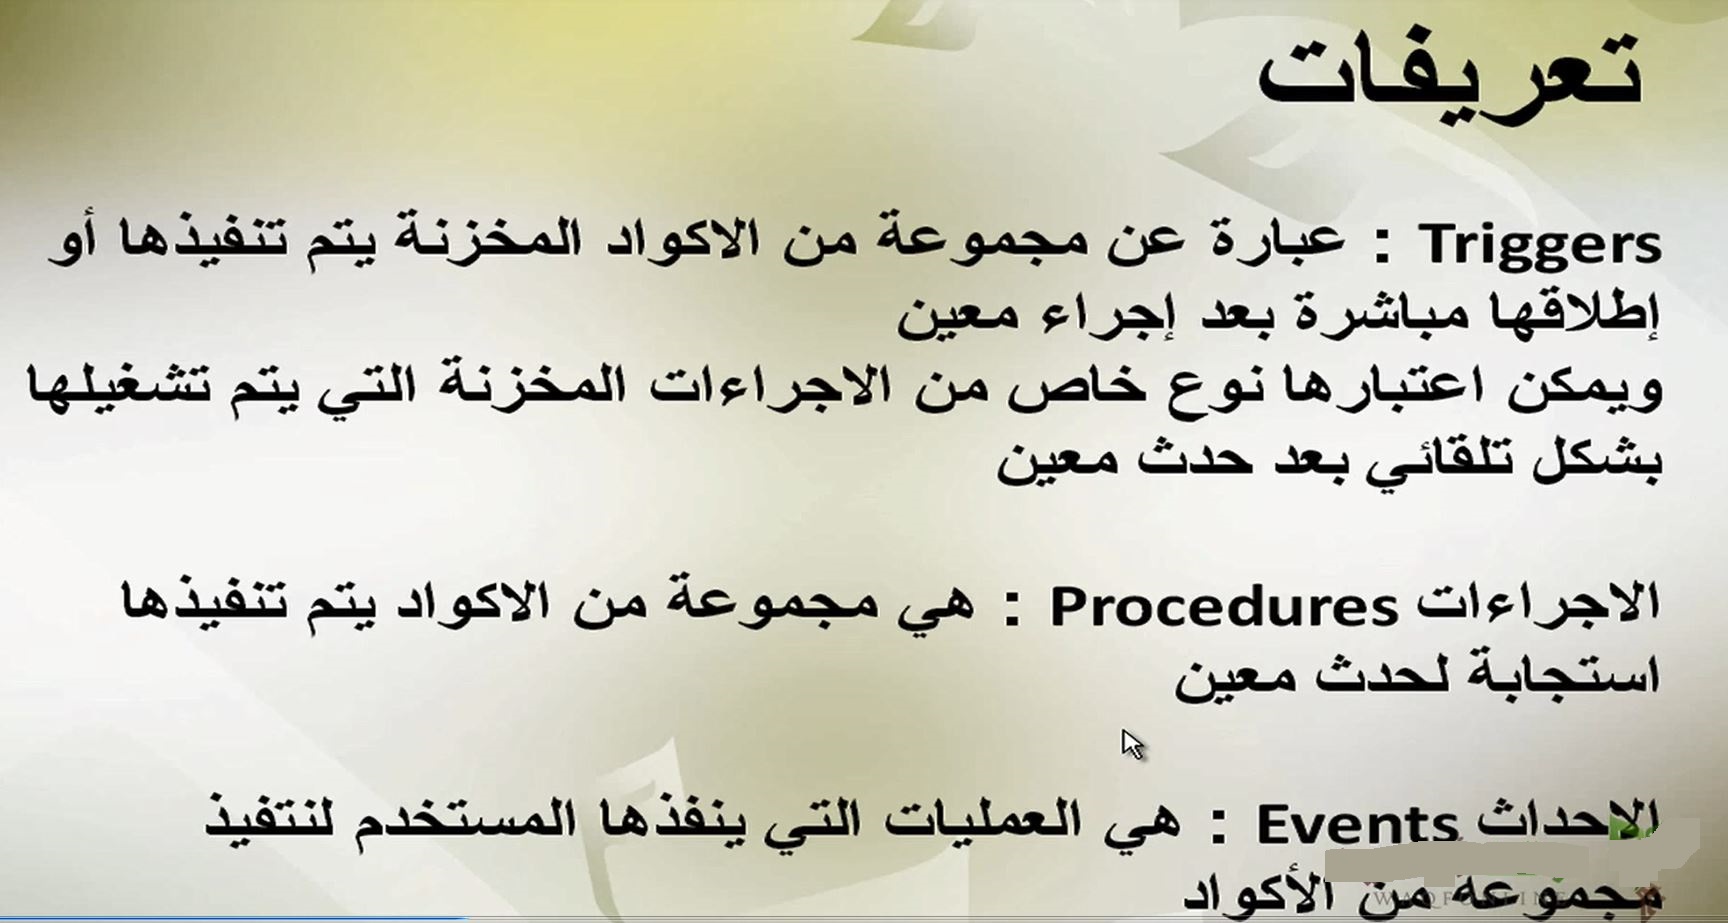 تعريفات
Triggers : عبارة عن مجموعة من الاكواد المخزنة يتم تنفيذها أو
إطلاقها مباشرة بعد إجراء معين
ويمكن اعتبارها نوع خاص من الاجراءات المخزنة التي يتم تشغيلها
بشكل تلقائي بعد حدث معين
الاجراءات Procedures : هي مجموعة من الاكواد يتم تنفيذها
استجابة لحدث معين
الاحداث Events : هي العمليات التي ينفذها المستخدم لنتفيذ
مجموعة من الأكواد
WAQFONLINE